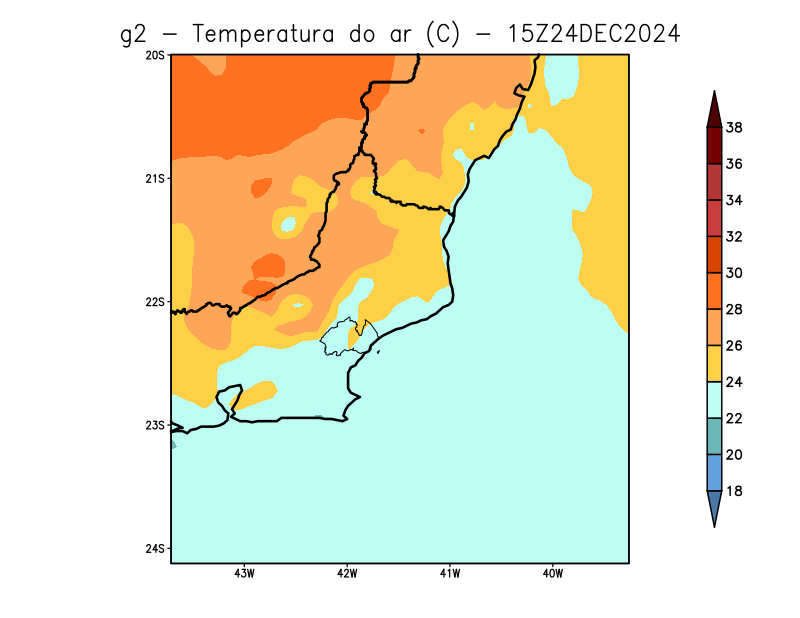 g2 – Temperatura do ar (C) – 15Z24DEC2024
20S
21S
22S
23S
24S
43W
42W
41W
40W
38
36
34
32
30
28
26
24
22
20
18